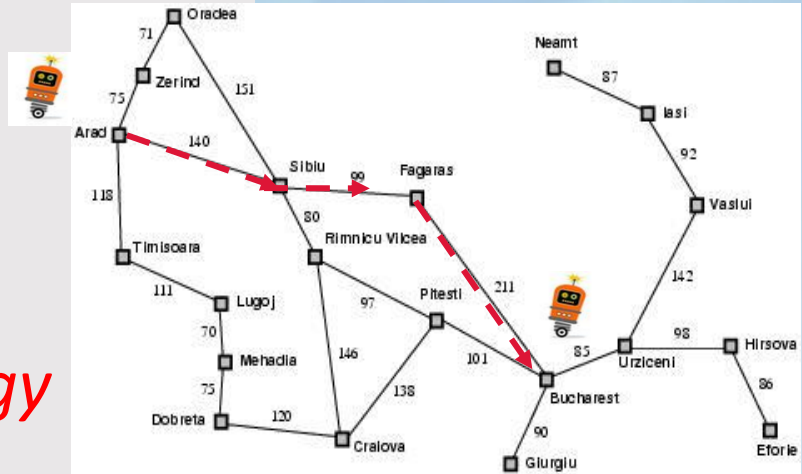 Oradea
71
Neamt
87
Zerind
151
75
Iasi
Arad
140
92
Sibiu
99
Fagaras
118
80
Vaslui
Timisoara
Rimnicu Vilcea
111
142
211
Lugoj
97
Pitesti
70
98
Hirsova
146
85
Mehadia
101
Urziceni
75
138
86
Bucharest
Dobreta
120
90
Craiova
Eforie
Giurgiu
gy